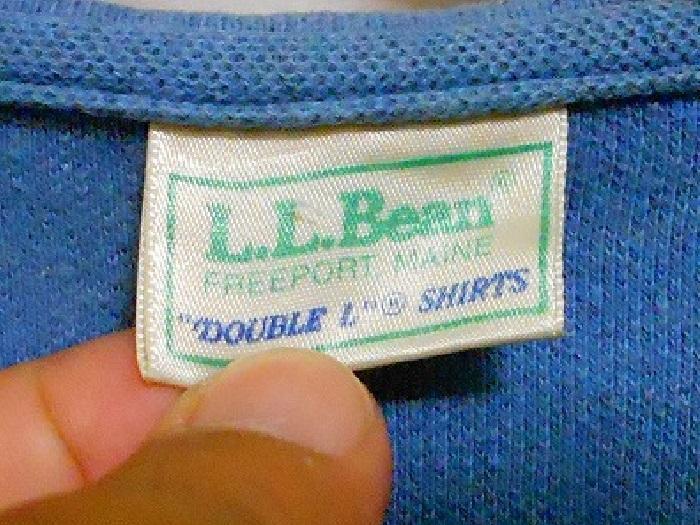 L.L.Bean®
FREEPORT, MAINE
"DOUBLE L"® SHIRTS